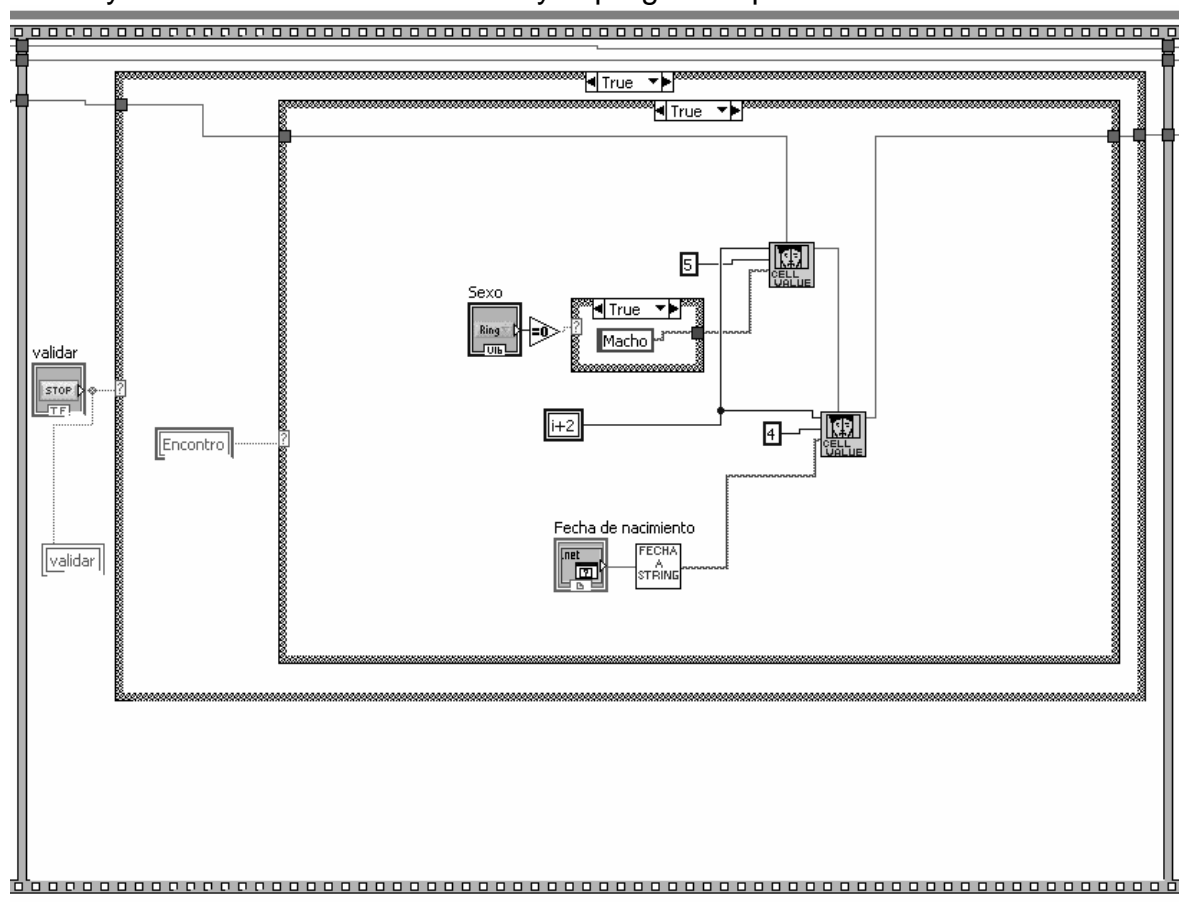 True
True
5
CELL
VALUE
Sexo
Ring
U16
=0
True
Macho
validar
STOP
TF
i+2
4
CELL
VALUE
Encontro
Fecha de nacimiento
.net
FECHA
A
STRING
validar